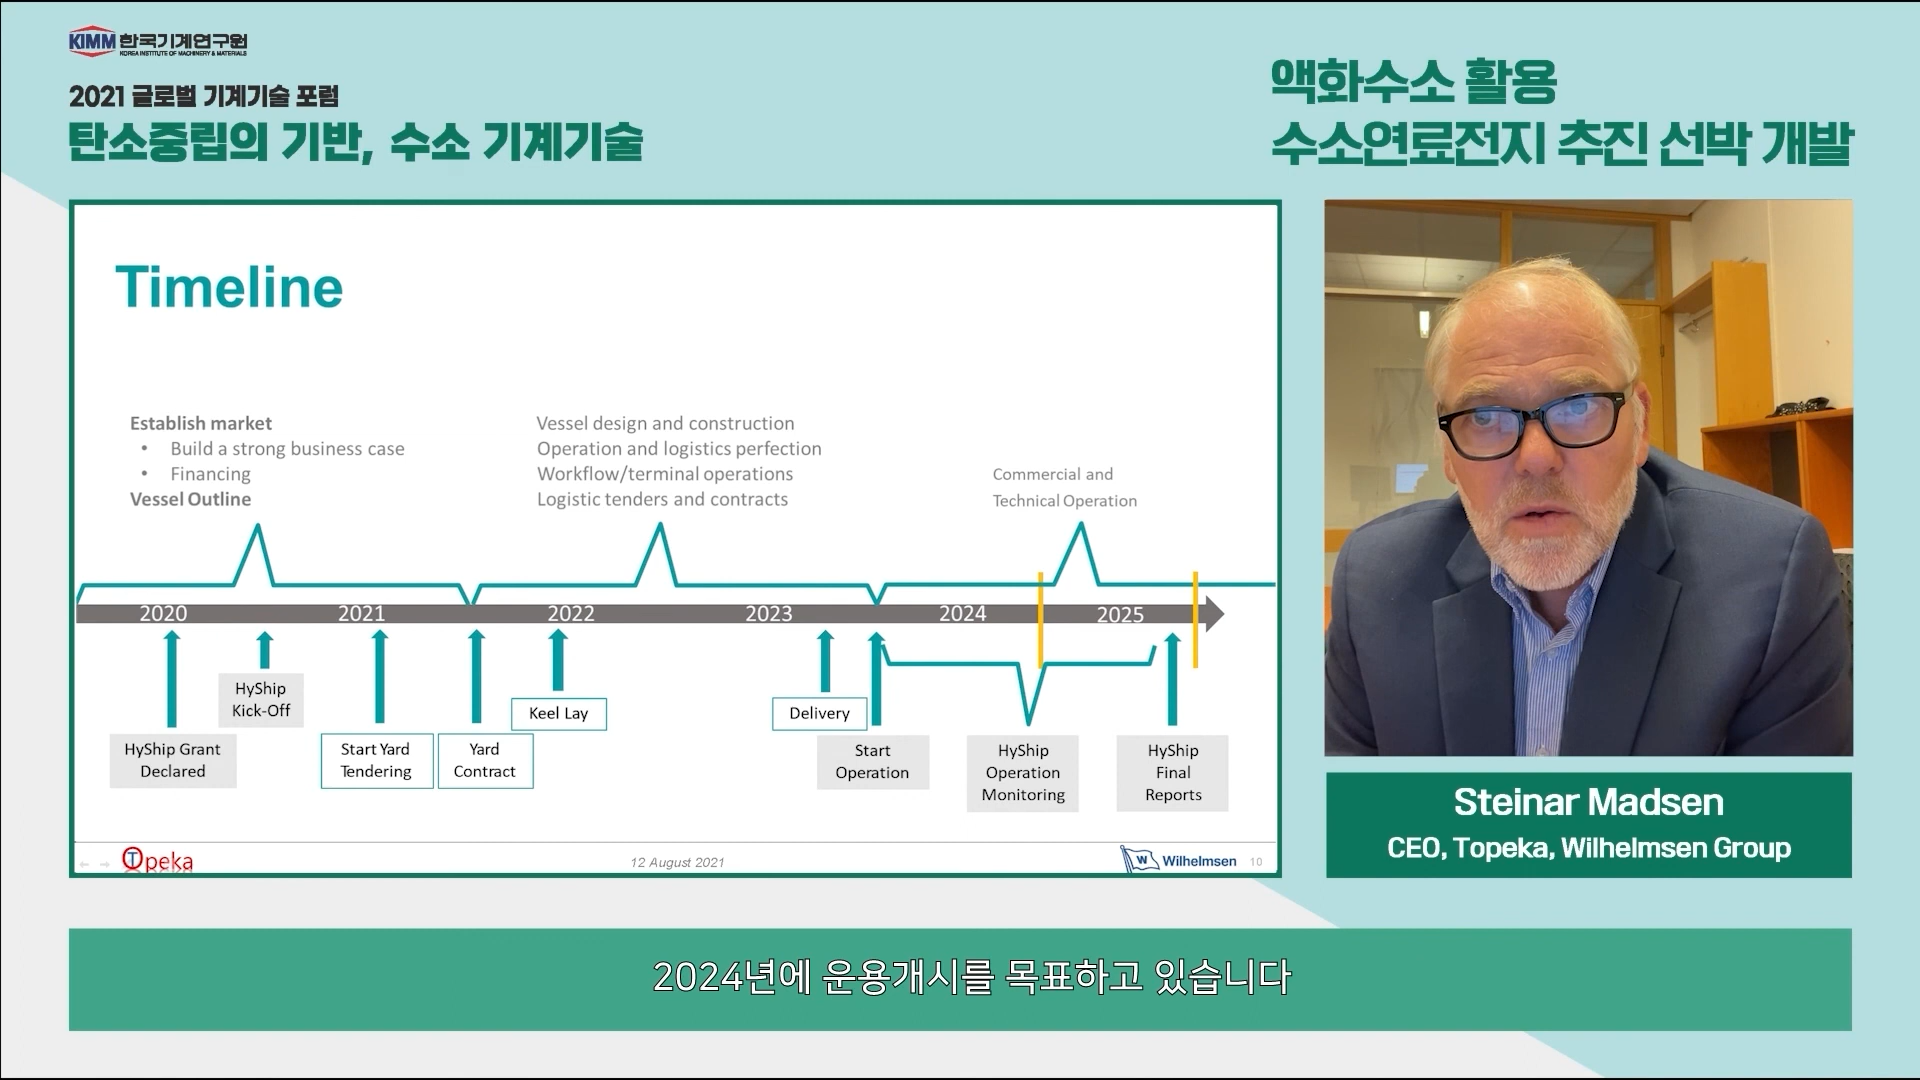 KIMM 한국기계연구원
KOREA INSTITUTE OF MACHINERY & MATERIALS
2021 글로벌 기계기술 포럼
탄소중립의 기반, 수소 기계기술
액화수소 활용
수소연료전지 추진 선박 개발
Timeline
Establish market
• Build a strong business case
• Financing
Vessel Outline
Vessel design and construction
Operation and logistics perfection
Workflow/terminal operations
Logistic tenders and contracts
Commercial and
Technical Operation
2020 2021 2022 2023 2024 2025
HyShip Grant
Declared
HyShip
Kick-Off
Start Yard
Tendering
Yard
Contract
Keel Lay
Delivery
Start
Operation
HyShip
Operation
Monitoring
HyShip
Final
Reports
Topeka
12 August 2021
W Wilhelmsen 10
Steinar Madsen
CEO, Topeka, Wilhelmsen Group
2024년에 운용개시를 목표하고 있습니다